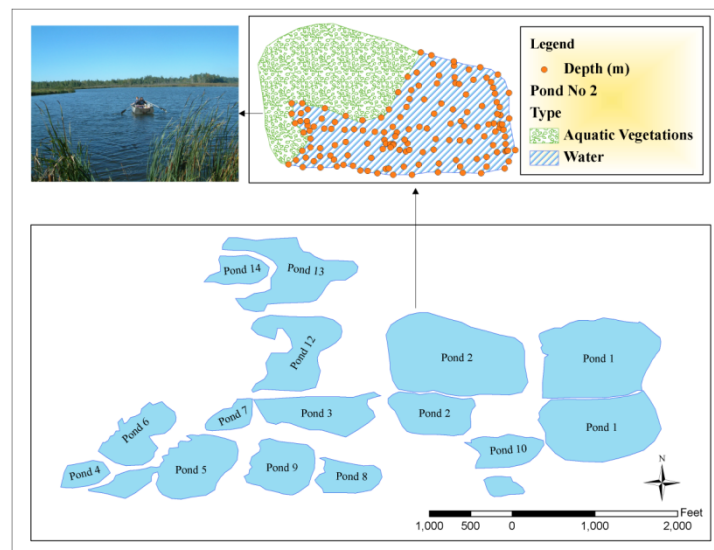 Legend
Depth (m)
Pond No 2
Type
Aquatic Vegetations
Water
Pond 14
Pond 13
Pond 12
Pond 2
Pond 1
Pond 6
Pond 7
Pond 3
Pond 2
Pond 1
Pond 4
Pond 5
Pond 9
Pond 8
Pond 10
N
Feet
1,000 500 0 1,000 2,000